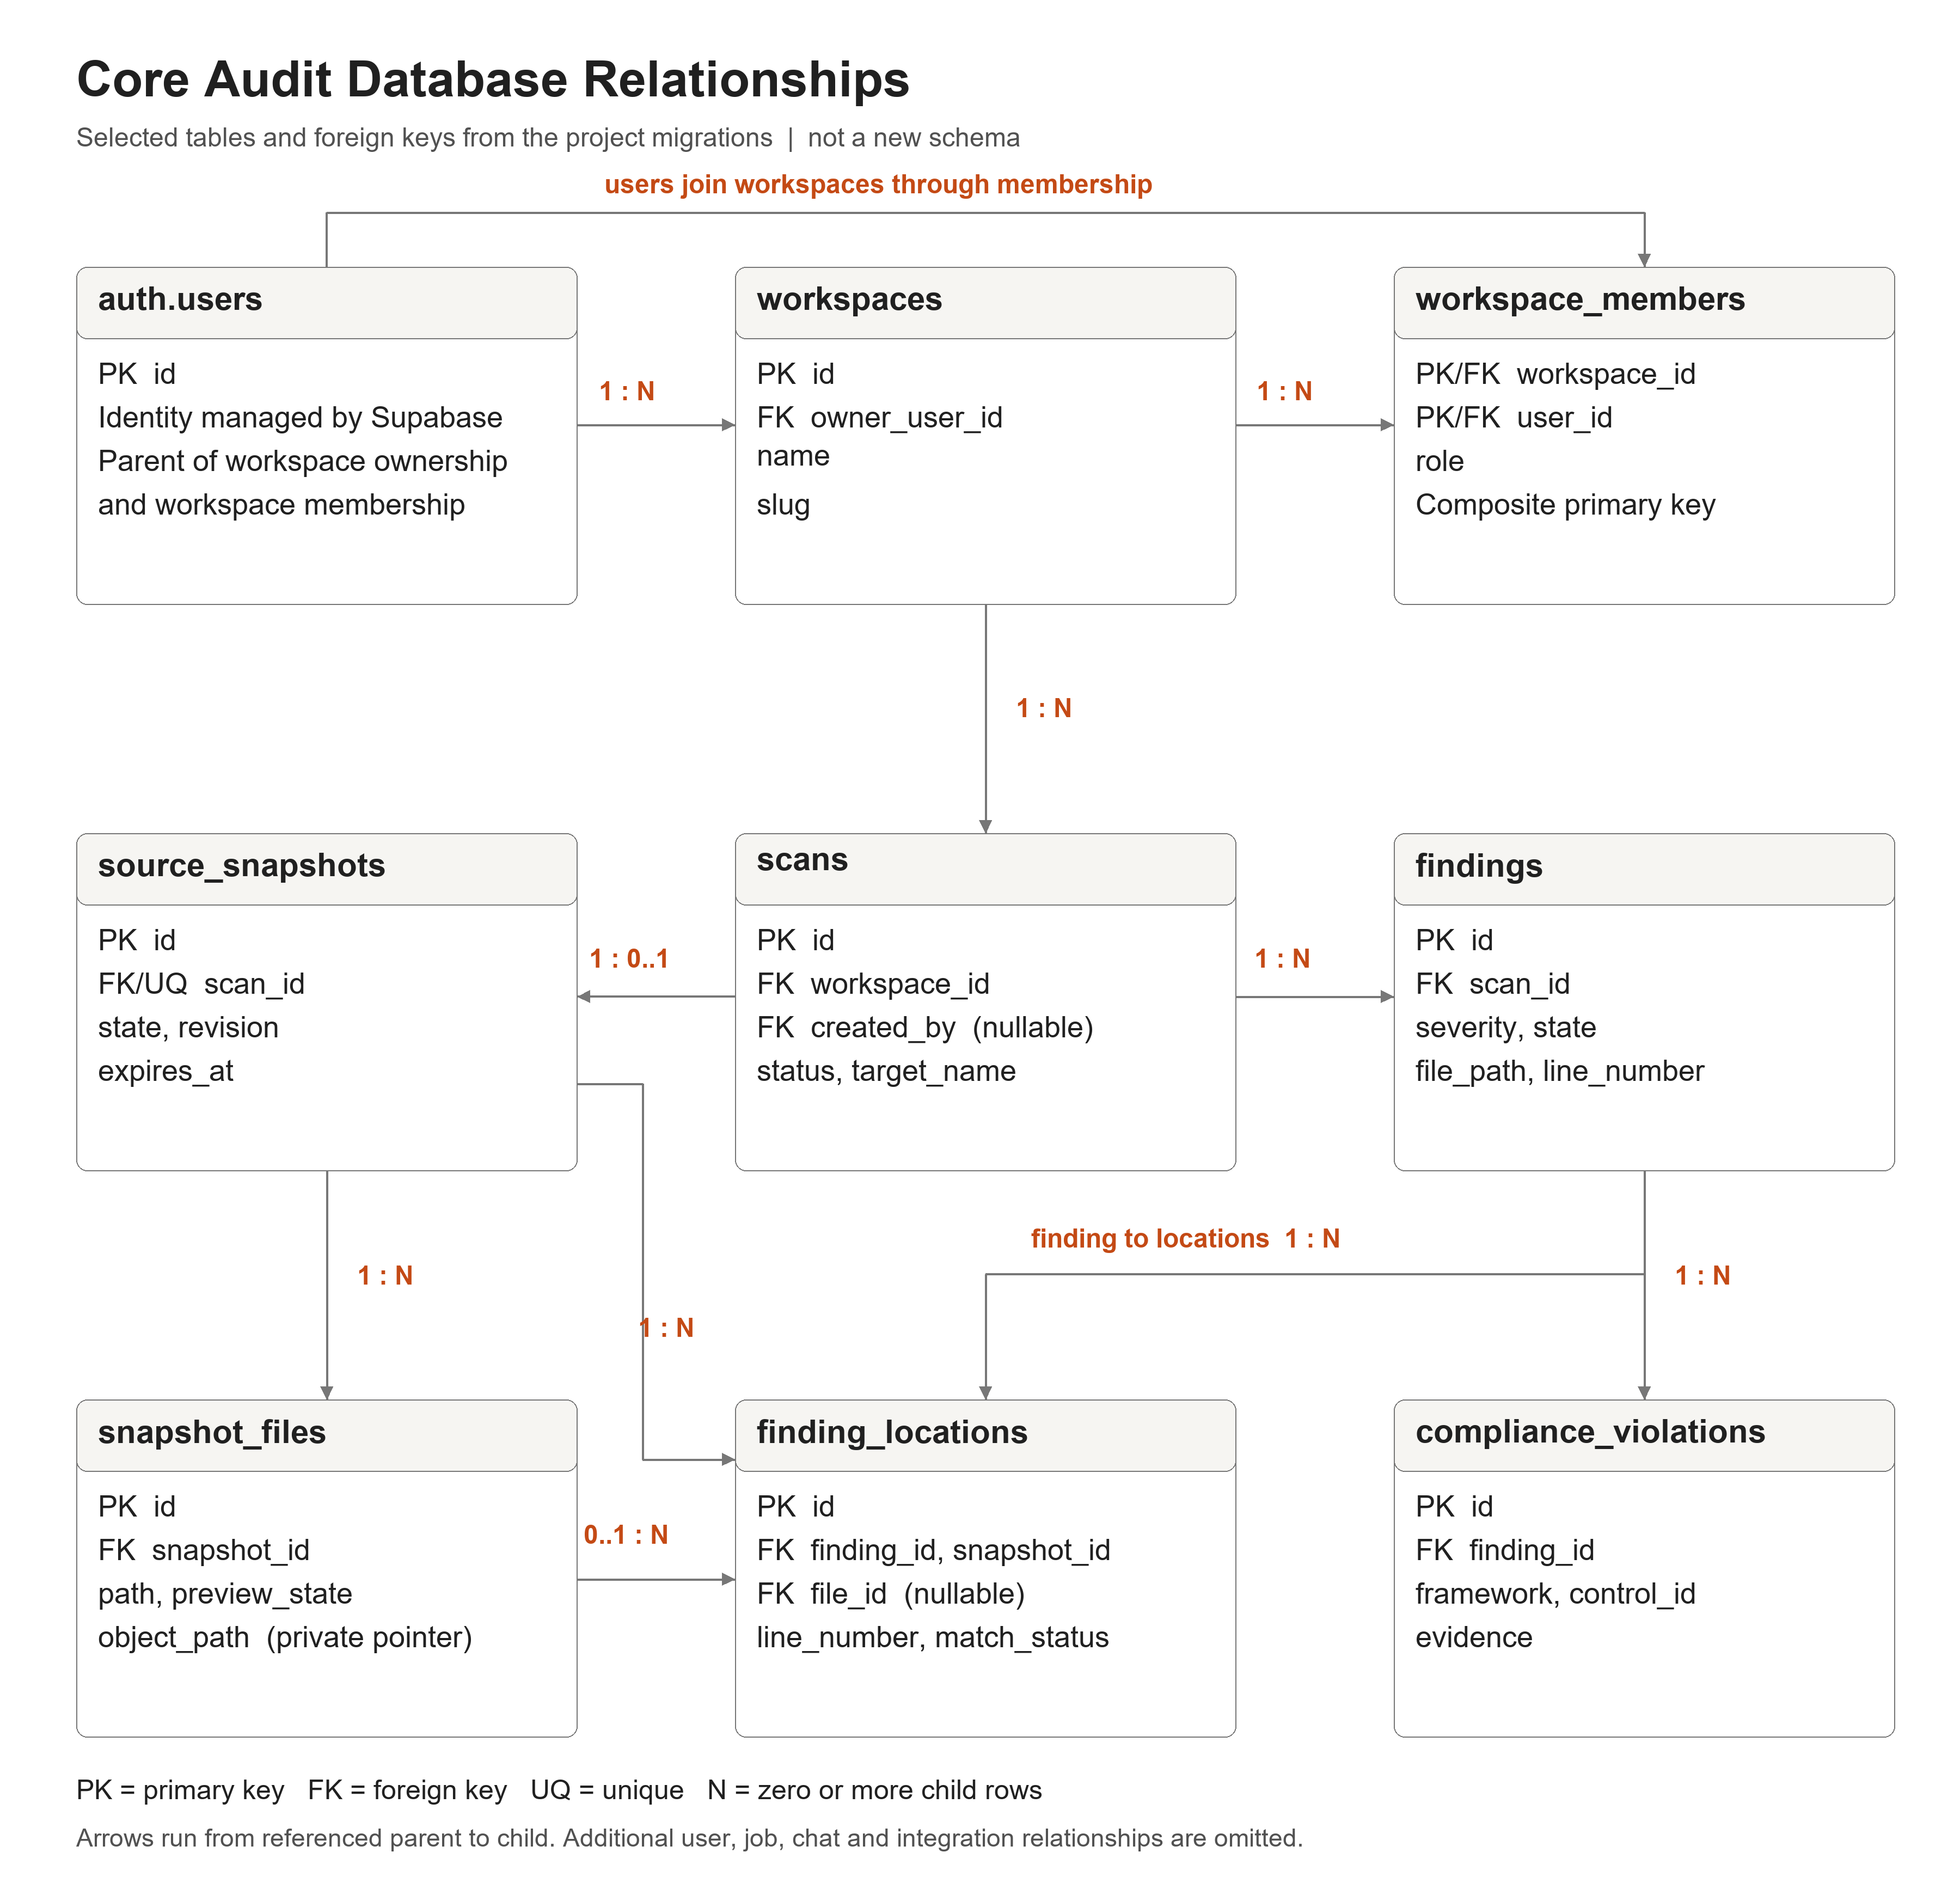 Core Audit Database Relationships
Selected tables and foreign keys from the project migrations | not a new schema
users join workspaces through membership
auth.users
PK id
Identity managed by Supabase
Parent of workspace ownership
and workspace membership
1 : N
workspaces
PK id
FK owner_user_id
name
slug
1 : N
workspace_members
PK/FK workspace_id
PK/FK user_id
role
Composite primary key
1 : N
source_snapshots
PK id
FK/UQ scan_id
state, revision
expires_at
1 : 0..1
scans
PK id
FK workspace_id
FK created_by (nullable)
status, target_name
1 : N
findings
PK id
FK scan_id
severity, state
file_path, line_number
finding to locations 1 : N
1 : N
1 : N
1 : N
snapshot_files
PK id
FK snapshot_id
path, preview_state
object_path (private pointer)
0..1 : N
finding_locations
PK id
FK finding_id, snapshot_id
FK file_id (nullable)
line_number, match_status
compliance_violations
PK id
FK finding_id
framework, control_id
evidence
PK = primary key FK = foreign key UQ = unique N = zero or more child rows
Arrows run from referenced parent to child. Additional user, job, chat and integration relationships are omitted.